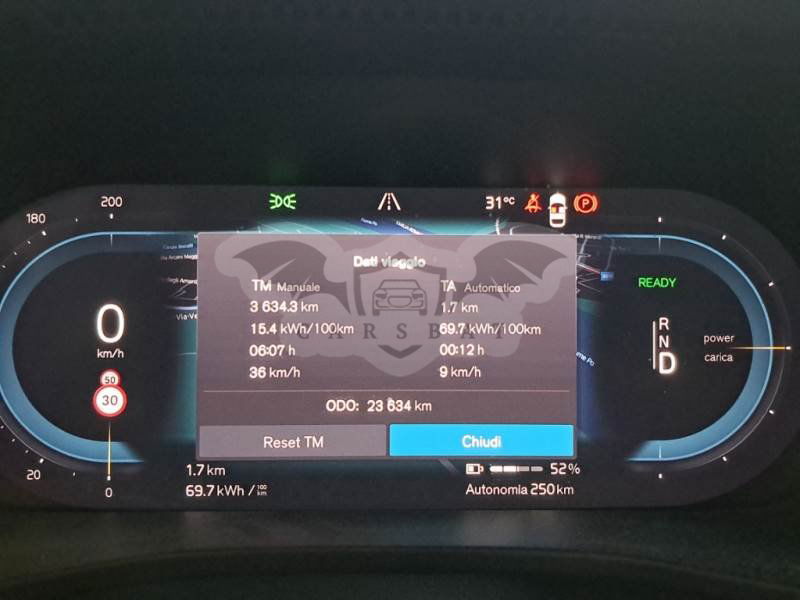 200
180
31°C
P
Dati viaggio
TM Manuale
TA Automatico
3 634.3 km
1.7 km
15.4 kWh/100km
69.7 kWh/100km
06:07 h
00:12 h
36 km/h
9 km/h
ODO: 23 634 km
Reset TM
Chiudi
CARSBAT
READY
R
N
D
power
carica
0
km/h
50
30
20
0
1.7 km
69.7 kWh / 100 km
52%
Autonomia 250 km